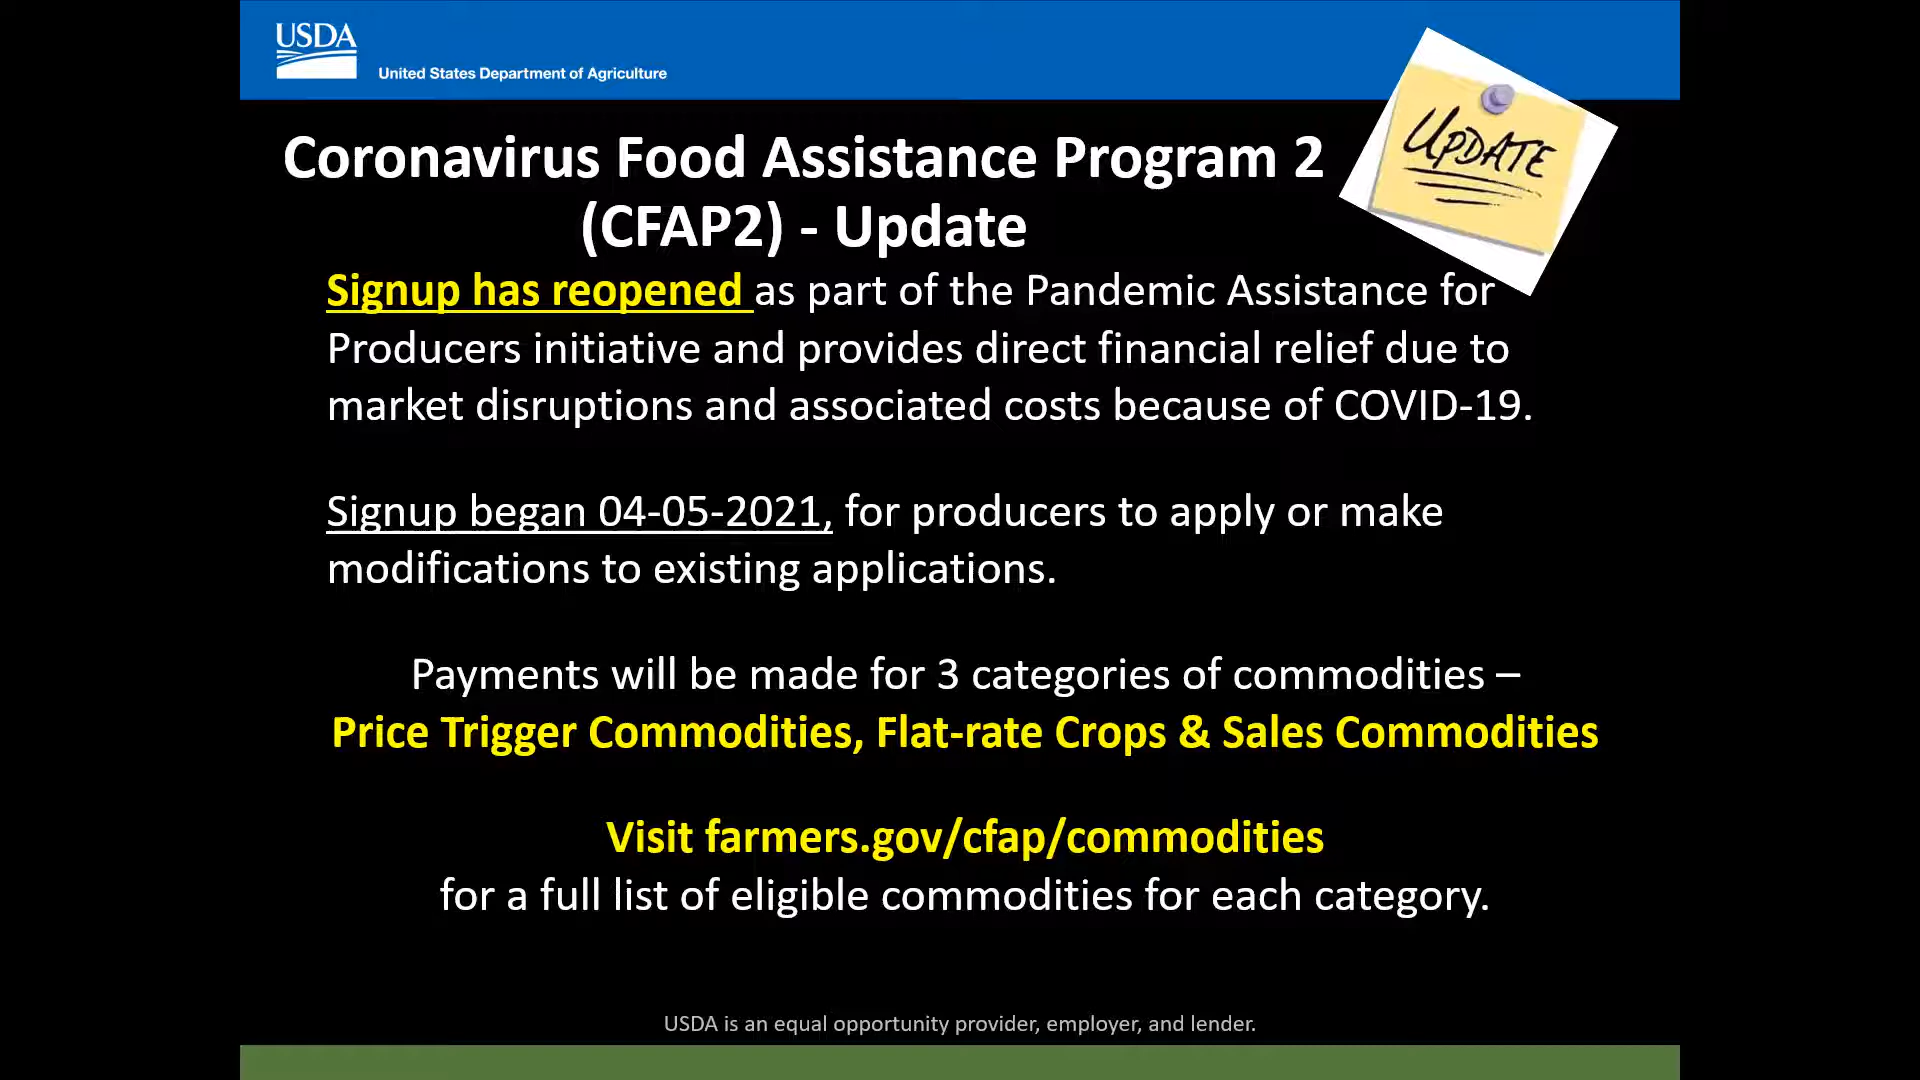 USDA
United States Department of Agriculture
UPDATE
Coronavirus Food Assistance Program 2
(CFAP2) - Update
Signup has reopened as part of the Pandemic Assistance for
Producers initiative and provides direct financial relief due to
market disruptions and associated costs because of COVID-19.
Signup began 04-05-2021, for producers to apply or make
modifications to existing applications.
Payments will be made for 3 categories of commodities –
Price Trigger Commodities, Flat-rate Crops & Sales Commodities
Visit farmers.gov/cfap/commodities
for a full list of eligible commodities for each category.
USDA is an equal opportunity provider, employer, and lender.